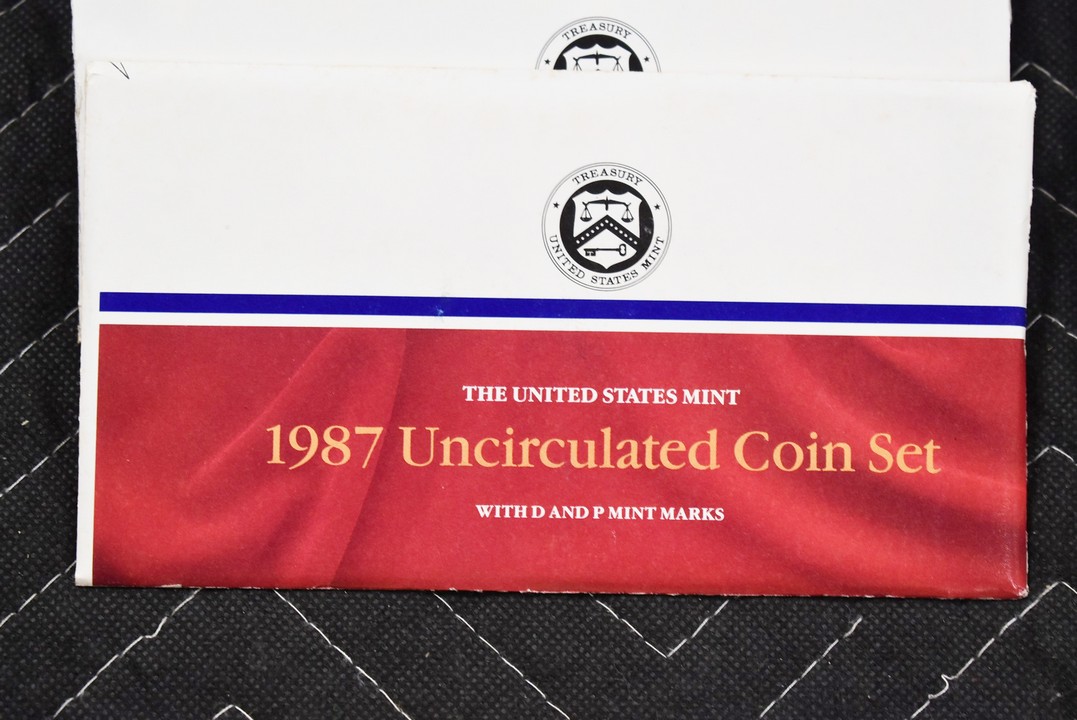 TREASURY
TREASURY
UNITED STATES MINT
THE UNITED STATES MINT
1987 Uncirculated Coin Set
WITH D AND P MINT MARKS